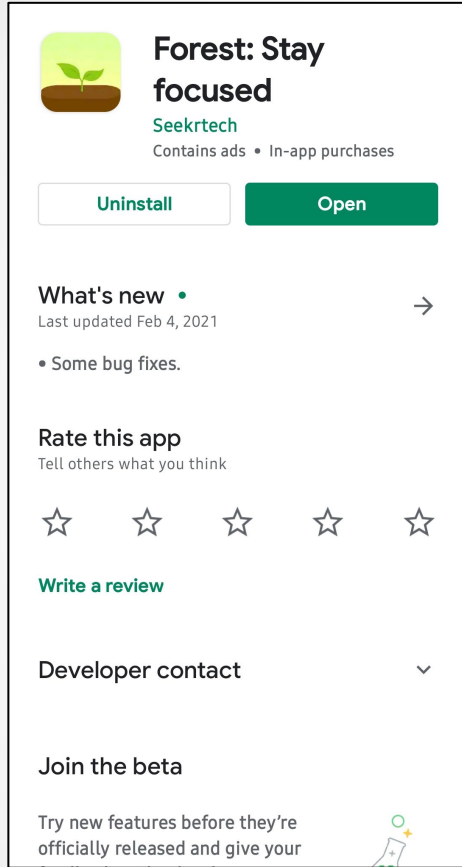 Forest: Stay
focused
Seekrtech
Contains ads • In-app purchases
Uninstall
Open
What's new •
Last updated Feb 4, 2021
• Some bug fixes.
Rate this app
Tell others what you think
Write a review
Developer contact
Join the beta
Try new features before they're
officially released and give your